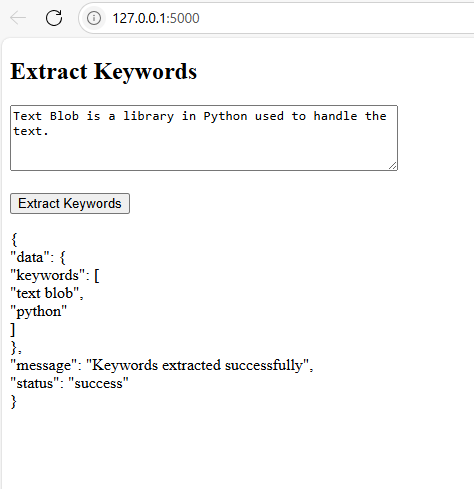 127.0.0.1:5000
Extract Keywords
Text Blob is a library in Python used to handle the
text.
Extract Keywords
{
"data": {
"keywords": [
"text blob",
"python"
]
},
"message": "Keywords extracted successfully",
"status": "success"
}